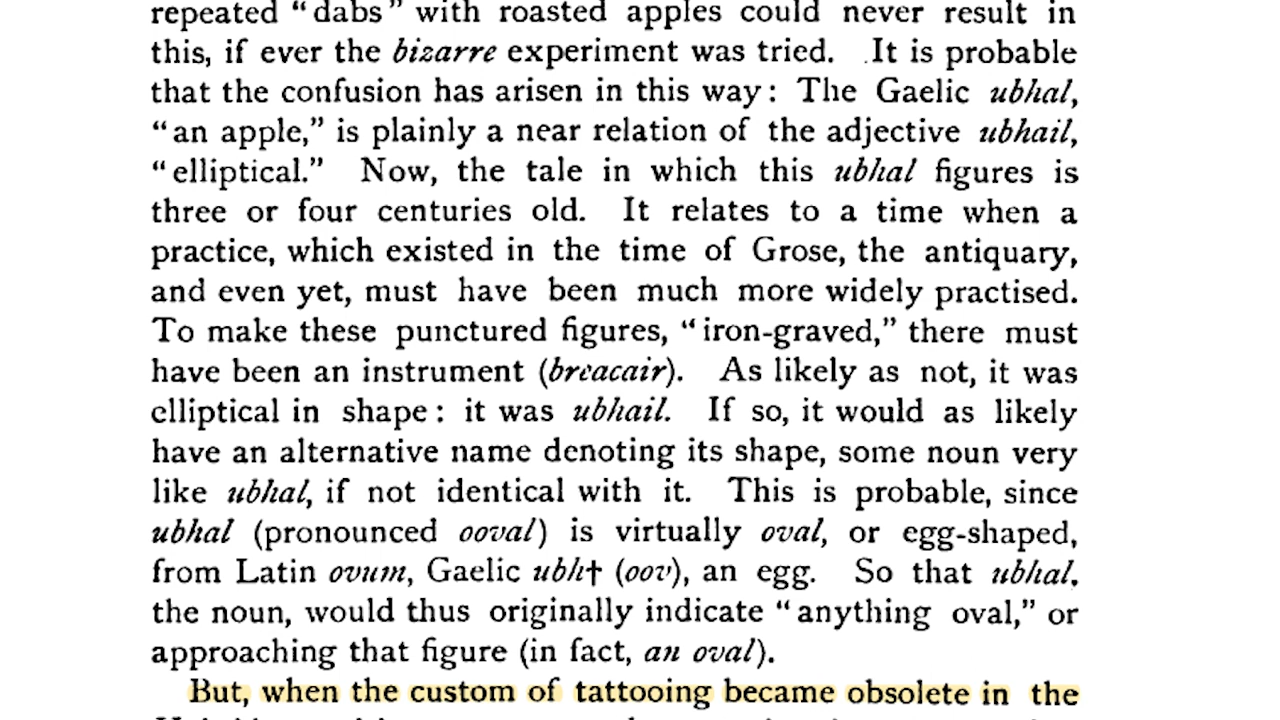 repeated “dabs” with roasted apples could never result in
this, if ever the bizarre experiment was tried. It is probable
that the confusion has arisen in this way: The Gaelic ubhal,
“an apple,” is plainly a near relation of the adjective ubhail,
“elliptical.” Now, the tale in which this ubhal figures is
three or four centuries old. It relates to a time when a
practice, which existed in the time of Grose, the antiquary,
and even yet, must have been much more widely practised.
To make these punctured figures, “iron-graved,” there must
have been an instrument (breacair). As likely as not, it was
elliptical in shape: it was ubhail. If so, it would as likely
have an alternative name denoting its shape, some noun very
like ubhal, if not identical with it. This is probable, since
ubhal (pronounced ooval) is virtually oval, or egg-shaped,
from Latin ovum, Gaelic ubh† (oov), an egg. So that ubhal,
the noun, would thus originally indicate “anything oval,” or
approaching that figure (in fact, an oval).
But, when the custom of tattooing became obsolete in the